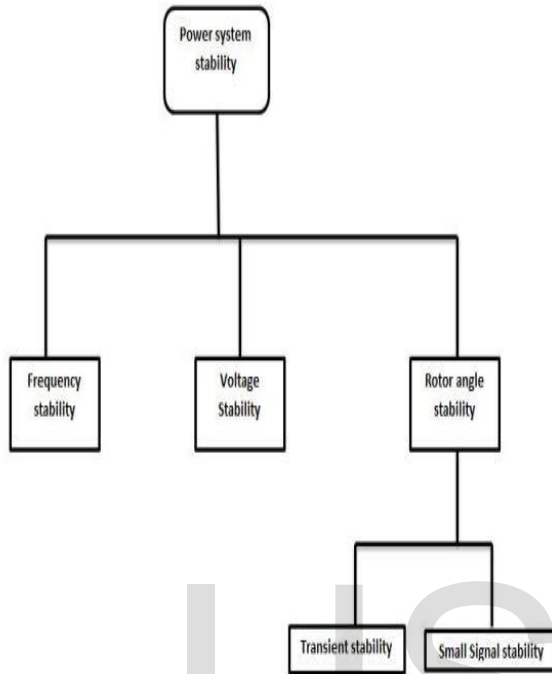 Power system
stability
Frequency
stability
Voltage
Stability
Rotor angle
stability
Transient stability
Small Signal stability